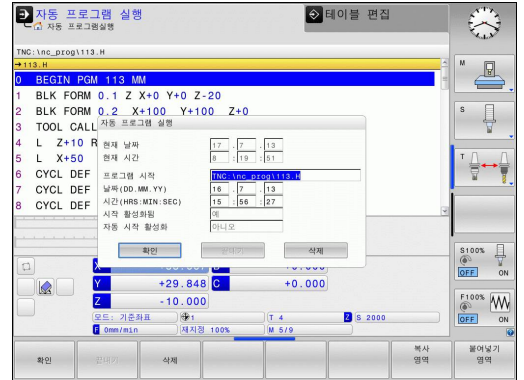 자동 프로그램 실행
자동 프로그램실행
테이블 편집
TNC:\nc_prog\113.H
→113.H
0 BEGIN PGM 113 MM
1 BLK FORM 0.1 Z X+0 Y+0 Z-20
2 BLK FORM 0.2 X+100 Y+100 Z+0
3 TOOL CALL
4 L Z+10 R
5 L X+50
6 CYCL DEF
7 CYCL DEF
8 CYCL DEF
자동 프로그램 실행
현재 날짜 17 . 7 . 13
현재 시간 8 : 19 : 51
프로그램 시작 TNC:\nc_prog\113.H
날짜(DD.MM.YY) 16 . 7 . 13
시간(HRS:MIN:SEC) 15 : 56 : 27
시작 활성화됨 예
자동 시작 활성화 아니오
확인 끝내기 삭제
X
Y +29.848 C +0.000
Z -10.000
모드: 기준좌표 1 T 4 Z S 2000
F 0mm/min 재지정 100% M 5/9
M
S
T
S100%
OFF ON
F100%
OFF ON
확인 끝내기 삭제 복사 영역 붙여넣기 영역